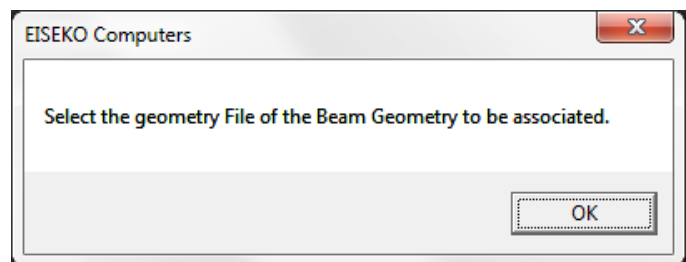 EISEKO Computers
Select the geometry File of the Beam Geometry to be associated.
OK